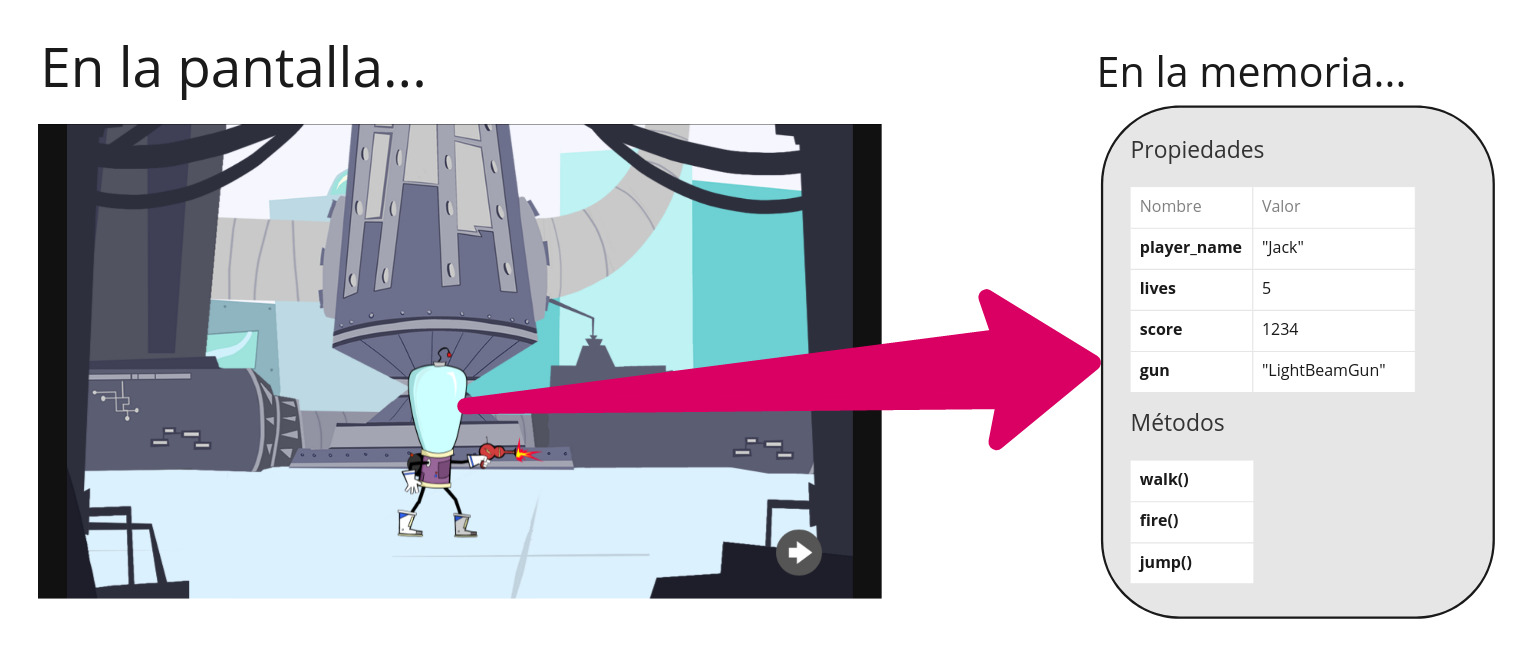 En la pantalla...
En la memoria...
Propiedades
Nombre Valor
player_name "Jack"
lives 5
score 1234
gun "LightBeamGun"
Métodos
walk()
fire()
jump()